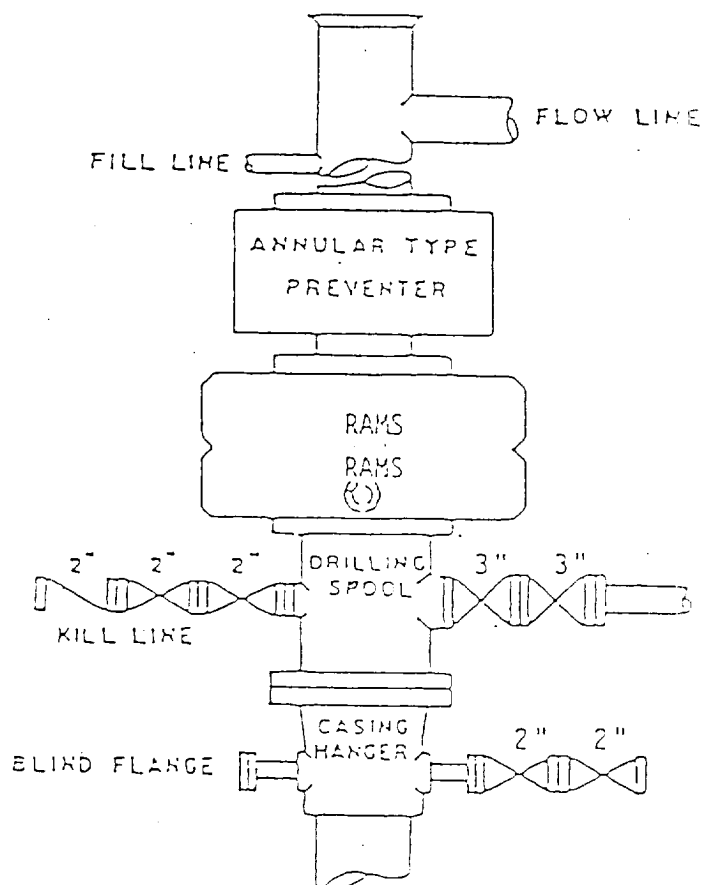 FLOW LINE
FILL LINE
ANNULAR TYPE
PREVENTER
RAMS
RAMS
2" 2" 2"
DRILLING
SPOOL
3" 3"
KILL LINE
CASING
HANGER
2" 2"
BLIND FLANGE